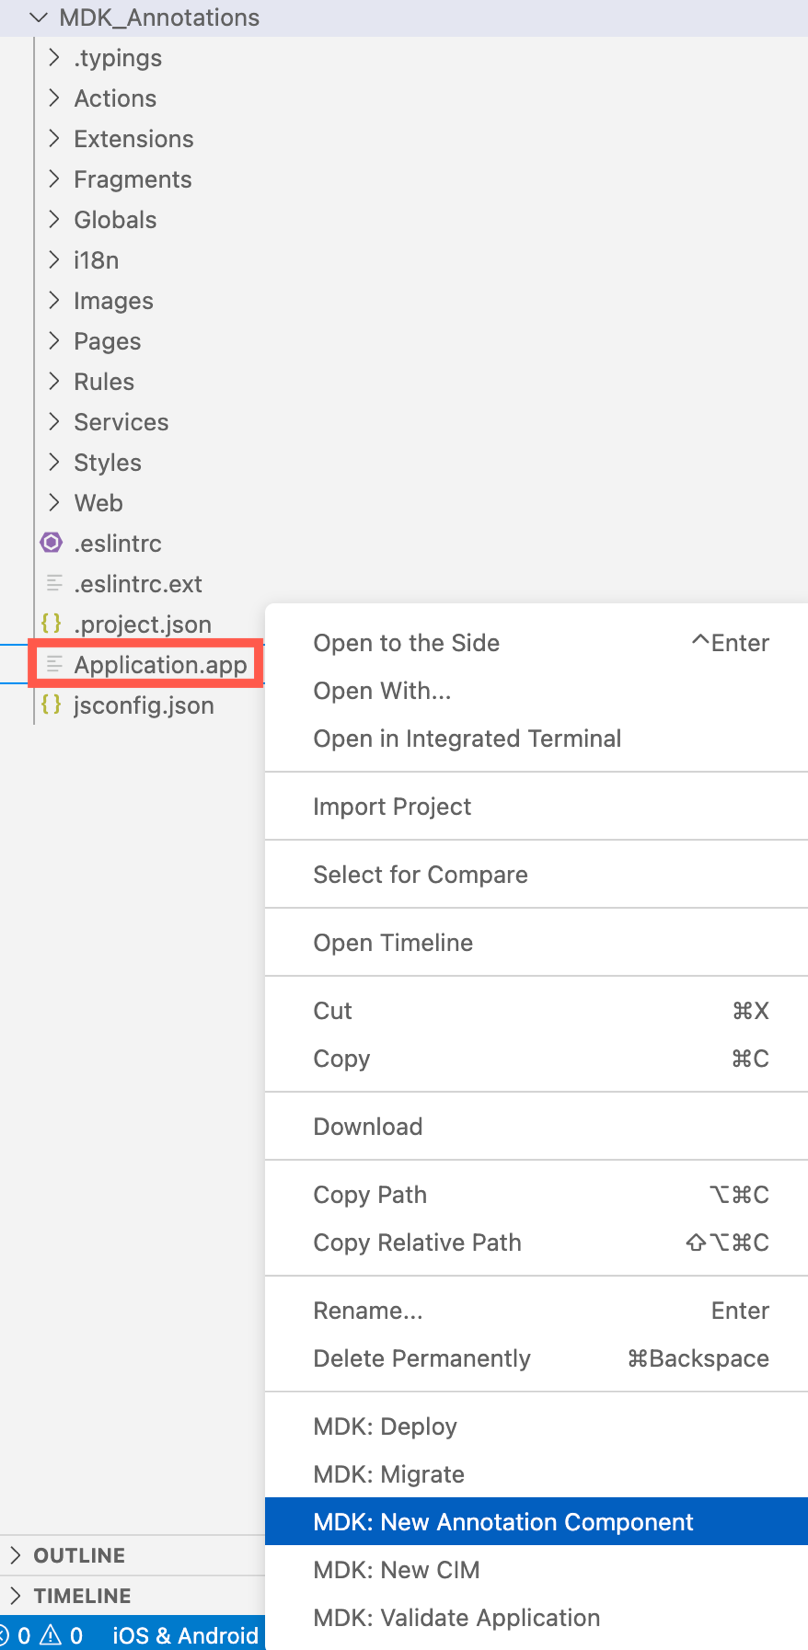 MDK_Annotations
.typings
Actions
Extensions
Fragments
Globals
i18n
Images
Pages
Rules
Services
Styles
Web
.eslintrc
.eslintrc.ext
{} .project.json
Application.app
{} jsconfig.json
Open to the Side ^Enter
Open With...
Open in Integrated Terminal
Import Project
Select for Compare
Open Timeline
Cut ⌘X
Copy ⌘C
Download
Copy Path ⌥⌘C
Copy Relative Path ⇧⌥⌘C
Rename... Enter
Delete Permanently ⌘Backspace
MDK: Deploy
MDK: Migrate
MDK: New Annotation Component
MDK: New CIM
MDK: Validate Application
OUTLINE
TIMELINE
0 0 iOS & Android